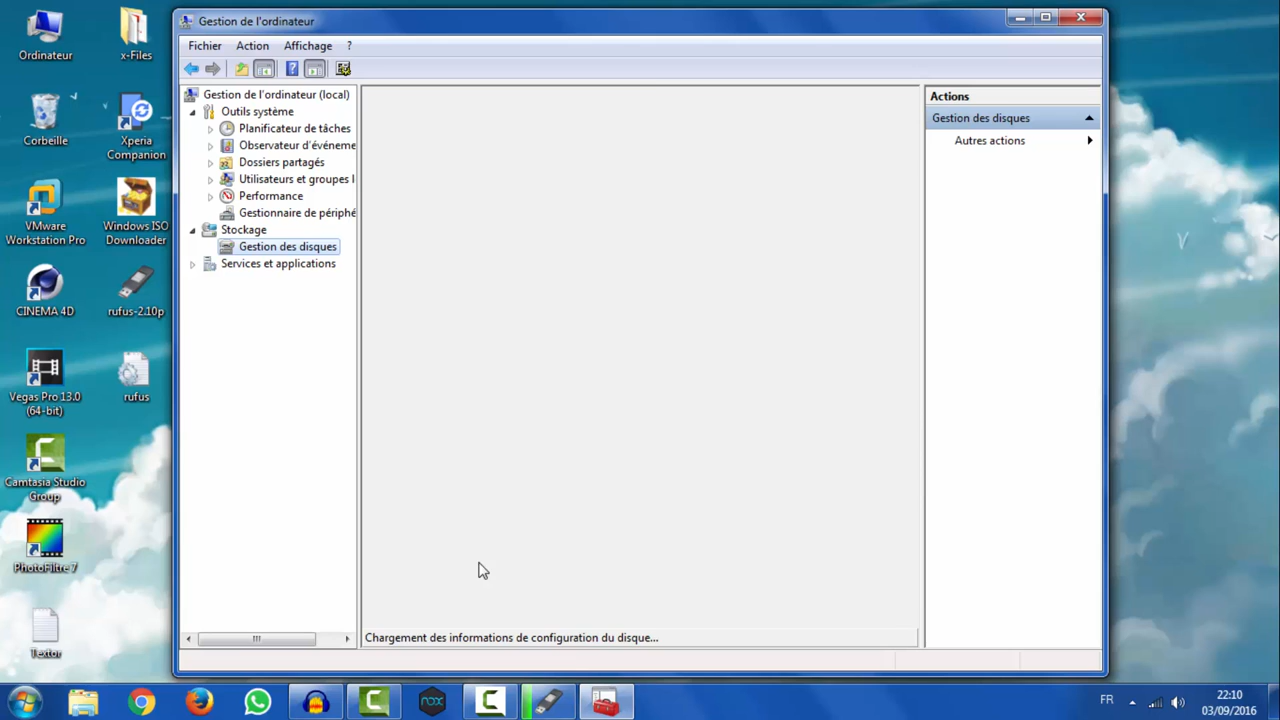 Ordinateur
x-Files
Corbeille
Xperia
Companion
VMware
Workstation Pro
Windows ISO
Downloader
CINEMA 4D
rufus-2.10p
Vegas Pro 13.0
(64-bit)
rufus
Camtasia Studio
Group
PhotoFiltre 7
Textor
Gestion de l'ordinateur
Fichier Action Affichage ?
Gestion de l'ordinateur (local)
Outils système
Planificateur de tâches
Observateur d'événeme
Dossiers partagés
Utilisateurs et groupes l
Performance
Gestionnaire de périphé
Stockage
Gestion des disques
Services et applications
Chargement des informations de configuration du disque...
Actions
Gestion des disques
Autres actions
nox
FR
22:10
03/09/2016